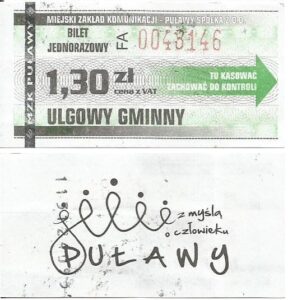 MIEJSKI ZAKŁAD KOMUNIKACJI - PUŁAWY SPÓŁKA Z O.O.
© MZK PUŁAWY ©
BILET
JEDNORAZOWY
FA 0043146
1,30 zł
cena z VAT
TU KASOWAĆ
ZACHOWAĆ DO KONTROLI
ULGOWY GMINNY
z myślą
o człowieku
PUŁAWY